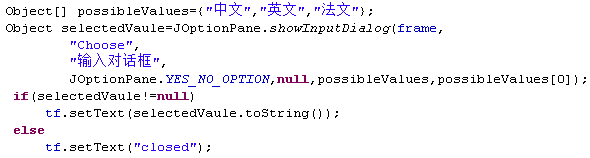 Object[] possibleValues={"中文","英文","法文"};
Object selectedVaule=JOptionPane.showInputDialog(frame,
"Choose",
"输入对话框",
JOptionPane.YES_NO_OPTION,null,possibleValues,possibleValues[0]);
if(selectedVaule!=null)
tf.setText(selectedVaule.toString());
else
tf.setText("closed");